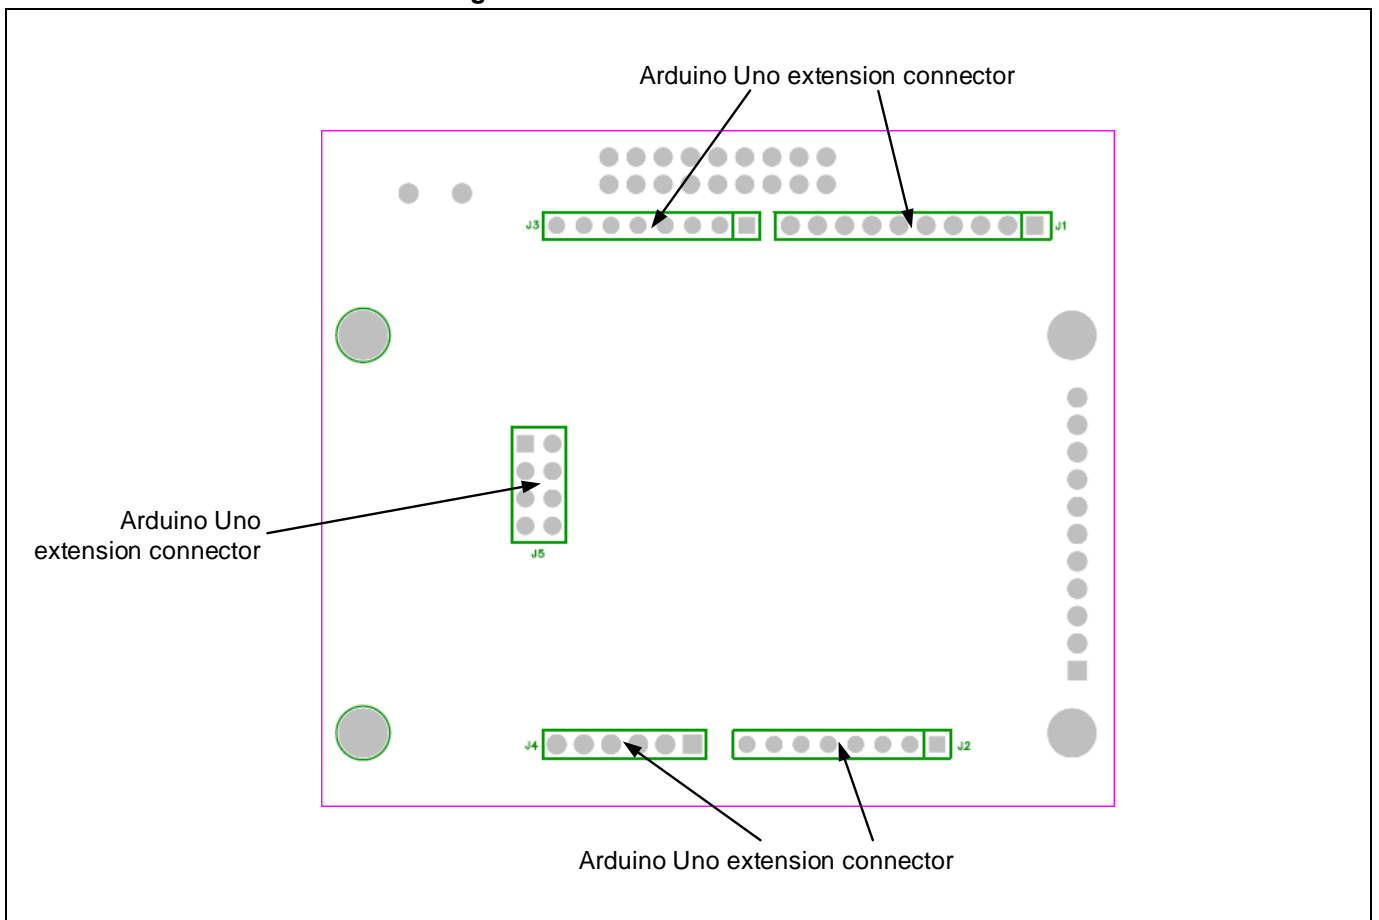 Arduino Uno extension connector
J3
J1
Arduino Uno
extension connector
J5
J4
J2
Arduino Uno extension connector